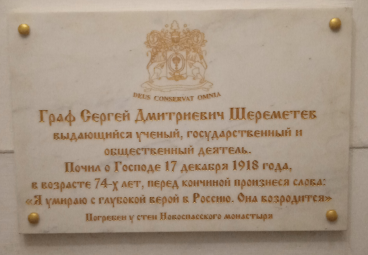 DEUS CONSERVAT OMNIA
Граф Сергей Дмитриевич Шереметев
выдающийся ученый, государственный и
общественный деятель.
Почил о Господе 17 декабря 1918 года,
в возрасте 74-х лет, перед кончиной произнеся слова:
«Я умираю с глубокой верой в Россию. Она возродится»
Погребен у стен Новоспасского монастыря